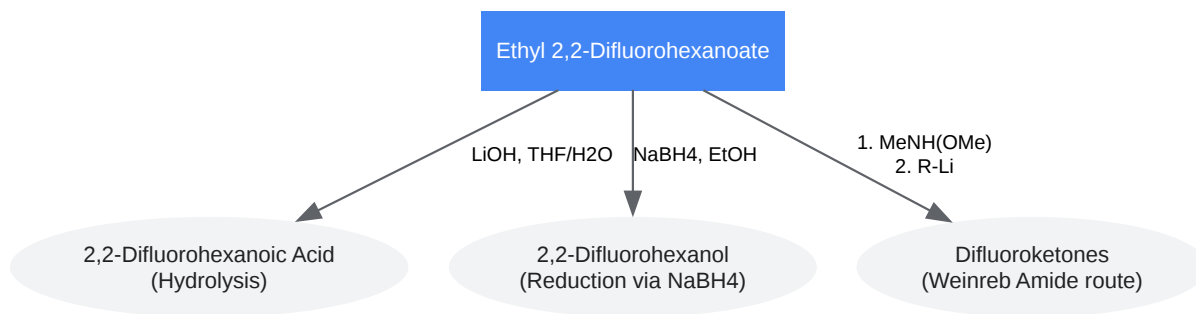 Ethyl 2,2-Difluorohexanoate
LiOH, THF/H2O
NaBH4, EtOH
1. MeNH(OMe)
2. R-Li
2,2-Difluorohexanoic Acid
(Hydrolysis)
2,2-Difluorohexanol
(Reduction via NaBH4)
Difluoroketones
(Weinreb Amide route)